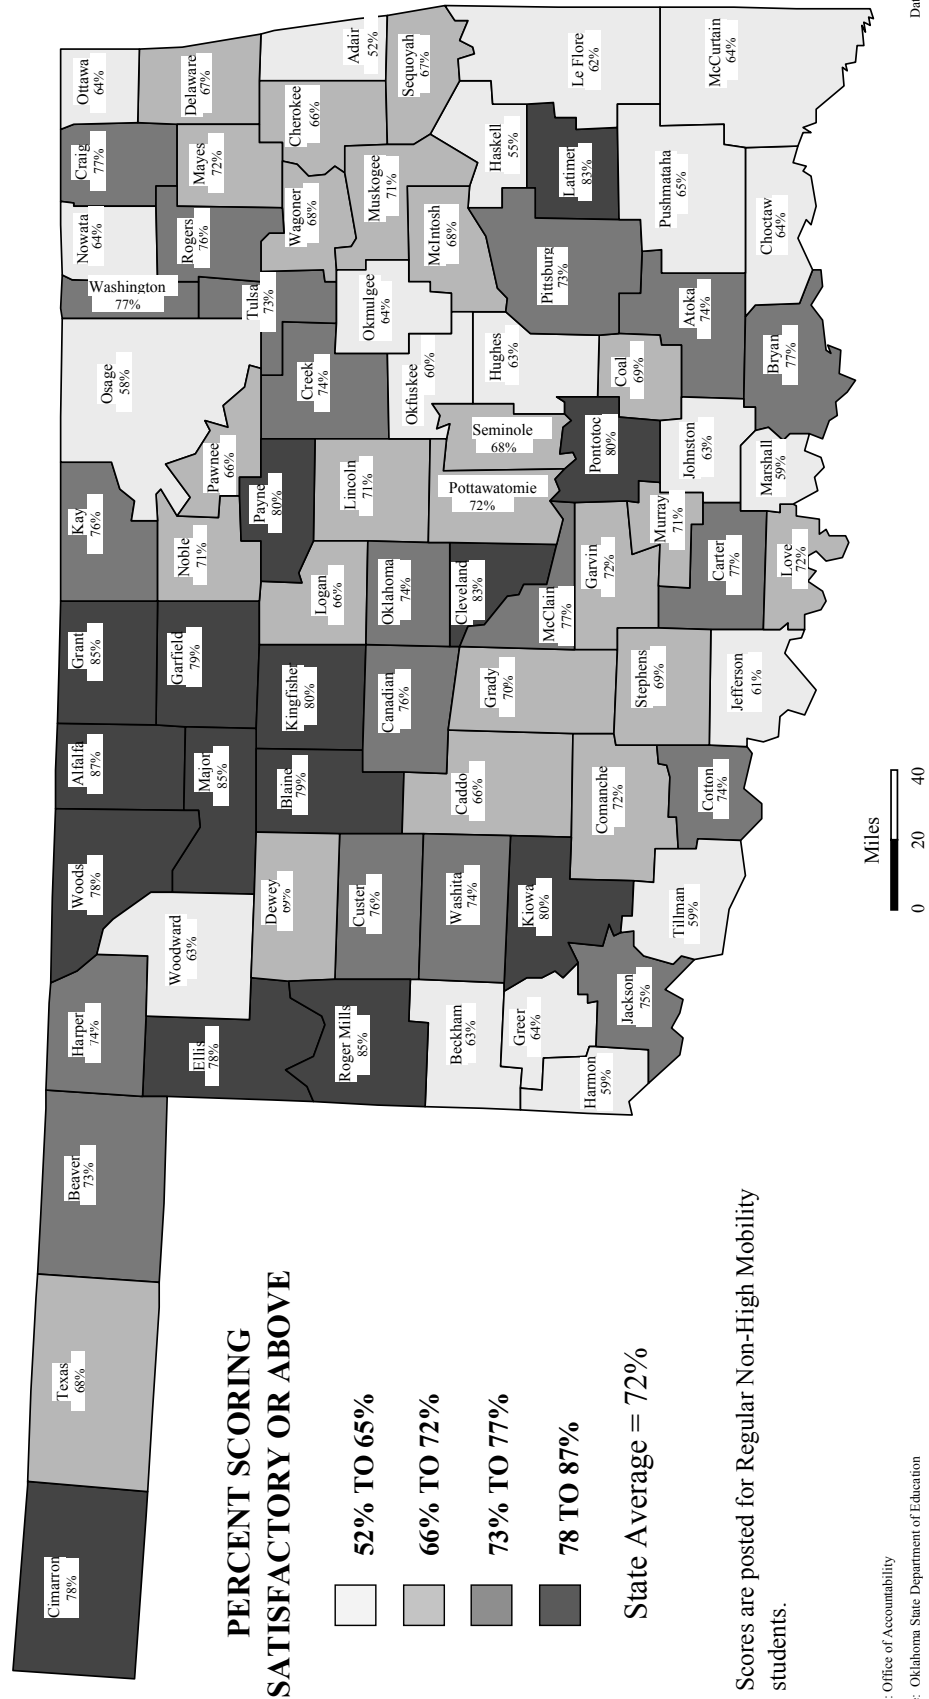 Cimarron
78%
Texas
68%
Beaver
73%
Harper
74%
Woods
78%
Alfalfa
87%
Grant
85%
Kay
76%
Osage
58%
Washington
77%
Nowata
64%
Craig
77%
Ottawa
64%
Ellis
78%
Woodward
63%
Major
85%
Garfield
79%
Noble
71%
Pawnee
66%
Rogers
76%
Mayes
72%
Delaware
67%
Roger Mills
85%
Dewey
69%
Blaine
79%
Kingfisher
80%
Logan
66%
Payne
80%
Creek
74%
Tulsa
73%
Wagoner
68%
Cherokee
66%
Adair
52%
Custer
76%
Canadian
76%
Oklahoma
74%
Lincoln
71%
Okfuskee
60%
Okmulgee
64%
Muskogee
71%
Sequoyah
67%
Beckham
63%
Washita
74%
Caddo
66%
Grady
70%
Cleveland
83%
Pottawatomie
72%
Seminole
68%
Hughes
63%
McIntosh
68%
Haskell
55%
Greer
64%
Kiowa
80%
McClain
77%
Garvin
72%
Pontotoc
80%
Pittsburg
73%
Latimer
83%
Le Flore
62%
Harmon
59%
Jackson
75%
Comanche
72%
Stephens
69%
Murray
71%
Coal
69%
Pushmataha
65%
Tillman
59%
Cotton
74%
Carter
77%
Johnston
63%
Atoka
74%
McCurtain
64%
Jefferson
61%
Love
72%
Marshall
59%
Bryan
77%
Choctaw
64%
PERCENT SCORING
SATISFACTORY OR ABOVE
52% TO 65%
66% TO 72%
73% TO 77%
78 TO 87%
State Average = 72%
Scores are posted for Regular Non-High Mobility
students.
Miles
0 20 40
: Office of Accountability
: Oklahoma State Department of Education
Dat